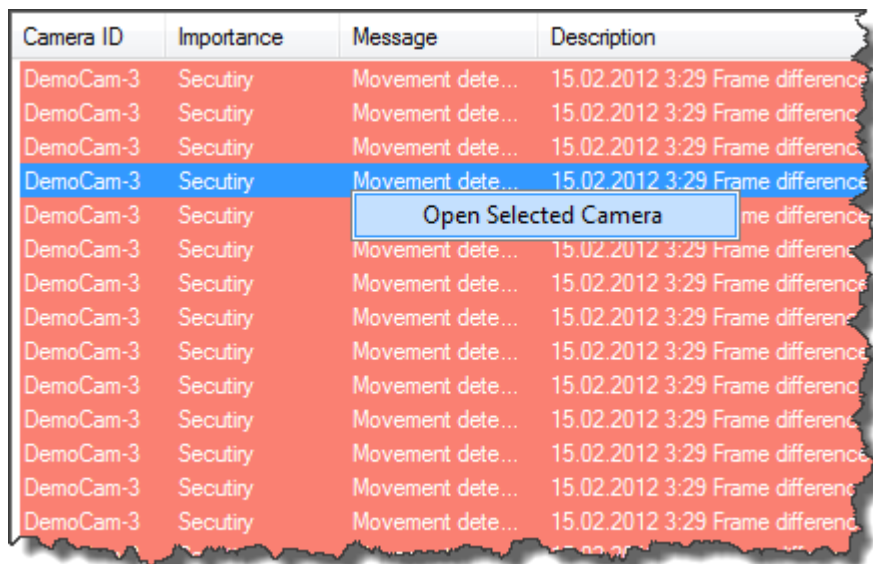 Camera ID Importance Message Description
DemoCam-3 Secutiry Movement dete... 15.02.2012 3:29 Frame difference
DemoCam-3 Secutiry Movement dete... 15.02.2012 3:29 Frame difference
DemoCam-3 Secutiry Movement dete... 15.02.2012 3:29 Frame differenc
DemoCam-3 Secutiry Movement dete... 15.02.2012 3:29 Frame difference
Open Selected Camera
DemoCam-3 Secutiry me difference
DemoCam-3 Secutiry Movement dete... 15.02.2012 3:29 Frame differenc
DemoCam-3 Secutiry Movement dete... 15.02.2012 3:29 Frame difference
DemoCam-3 Secutiry Movement dete... 15.02.2012 3:29 Frame differenc
DemoCam-3 Secutiry Movement dete... 15.02.2012 3:29 Frame difference
DemoCam-3 Secutiry Movement dete... 15.02.2012 3:29 Frame differenc
DemoCam-3 Secutiry Movement dete... 15.02.2012 3:29 Frame differenc
DemoCam-3 Secutiry Movement dete... 15.02.2012 3:29 Frame difference
DemoCam-3 Secutiry Movement dete... 15.02.2012 3:29 Frame differenc
DemoCam-3 Secutiry Movement dete... 15.02.2012 3:29 Frame differenc